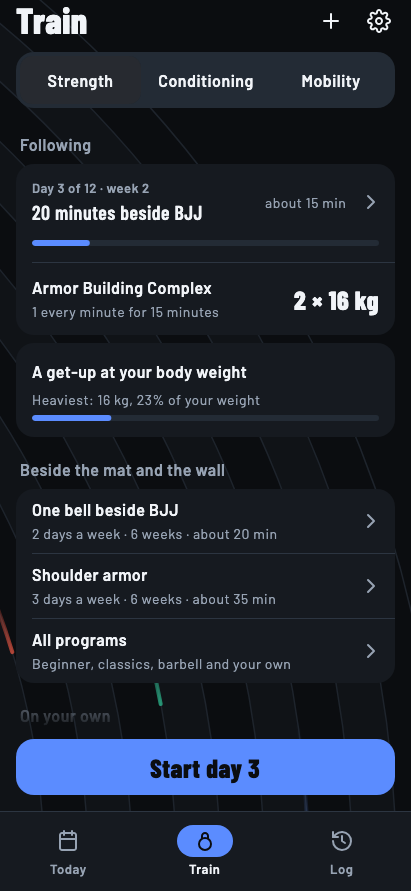 Train
Strength
Conditioning
Mobility
Following
Day 3 of 12 · week 2
20 minutes beside BJJ
about 15 min
Armor Building Complex
1 every minute for 15 minutes
2 × 16 kg
A get-up at your body weight
Heaviest: 16 kg, 23% of your weight
Beside the mat and the wall
One bell beside BJJ
2 days a week · 6 weeks · about 20 min
Shoulder armor
3 days a week · 6 weeks · about 35 min
All programs
Beginner, classics, barbell and your own
On your own
Start day 3
Today
Train
Log